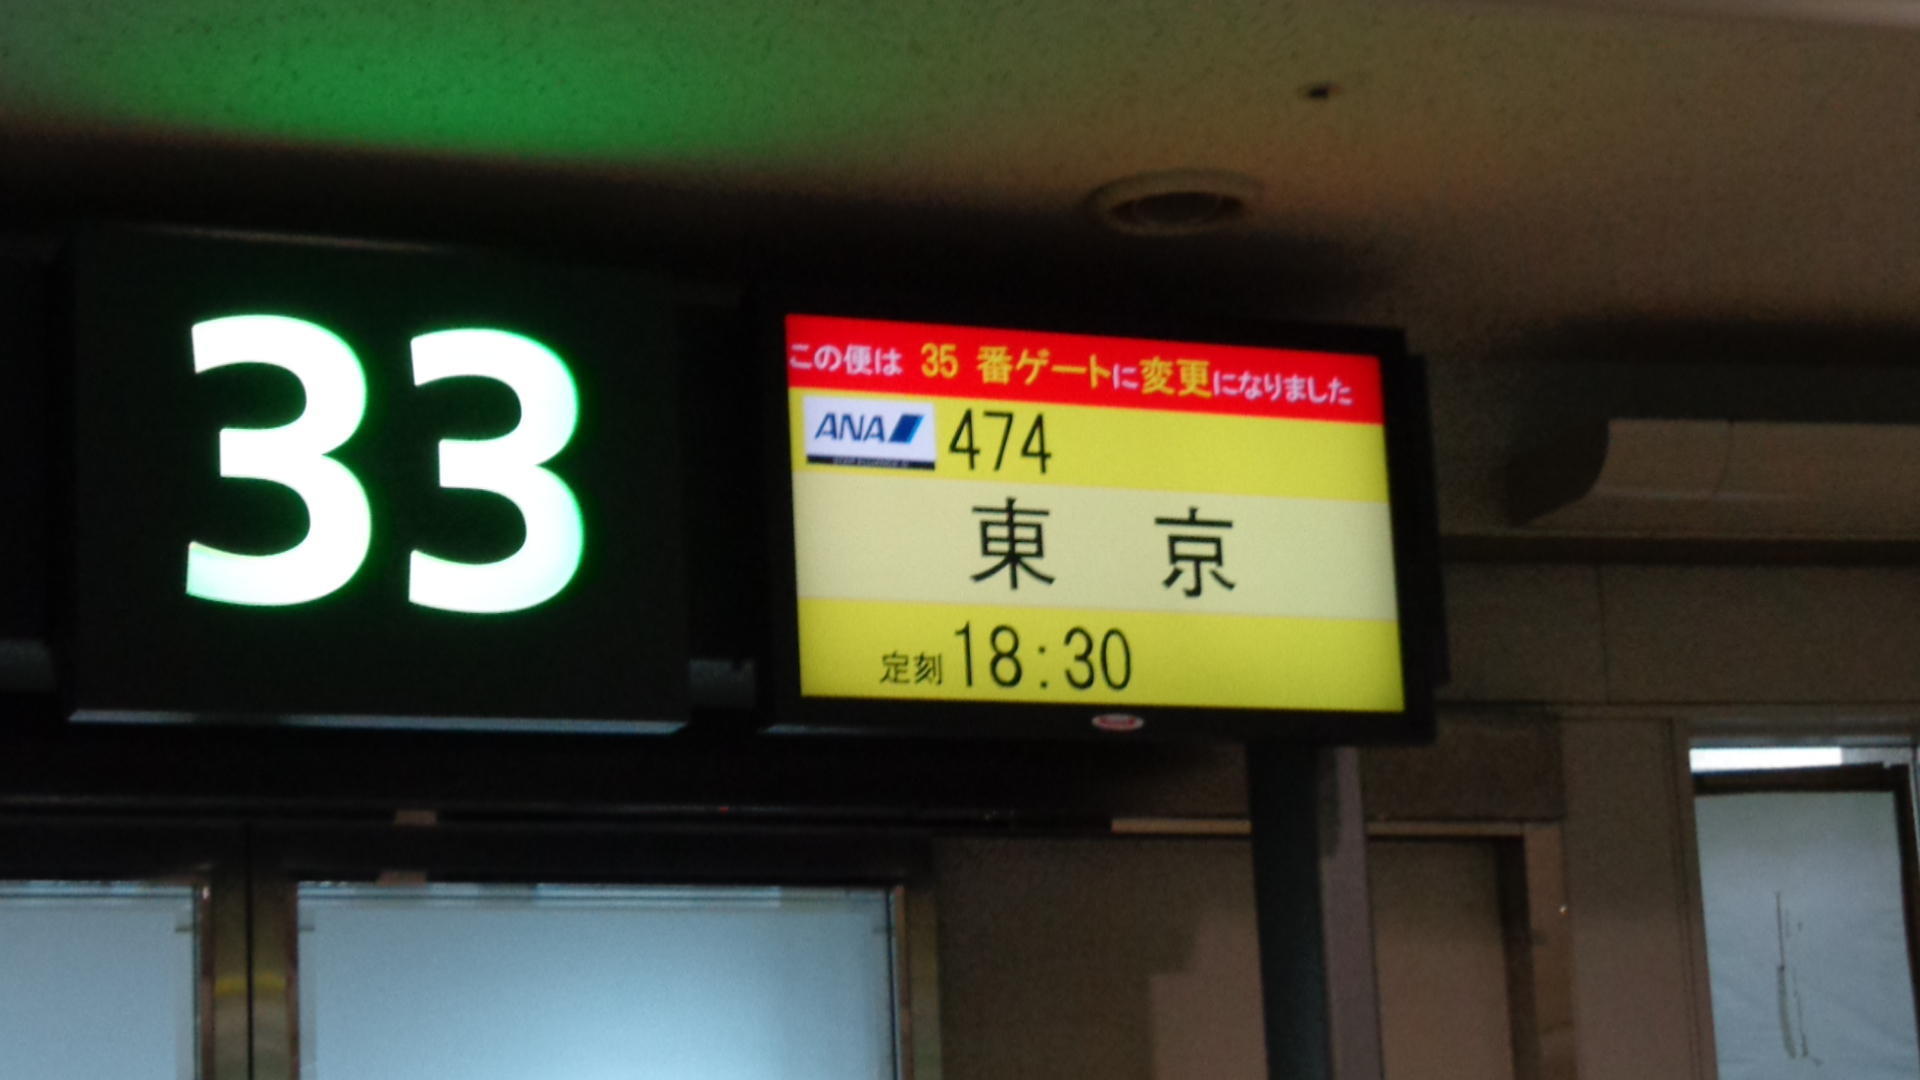 33
この便は 35 番ゲートに変更になりました
ANA 474
東京
定刻 18:30